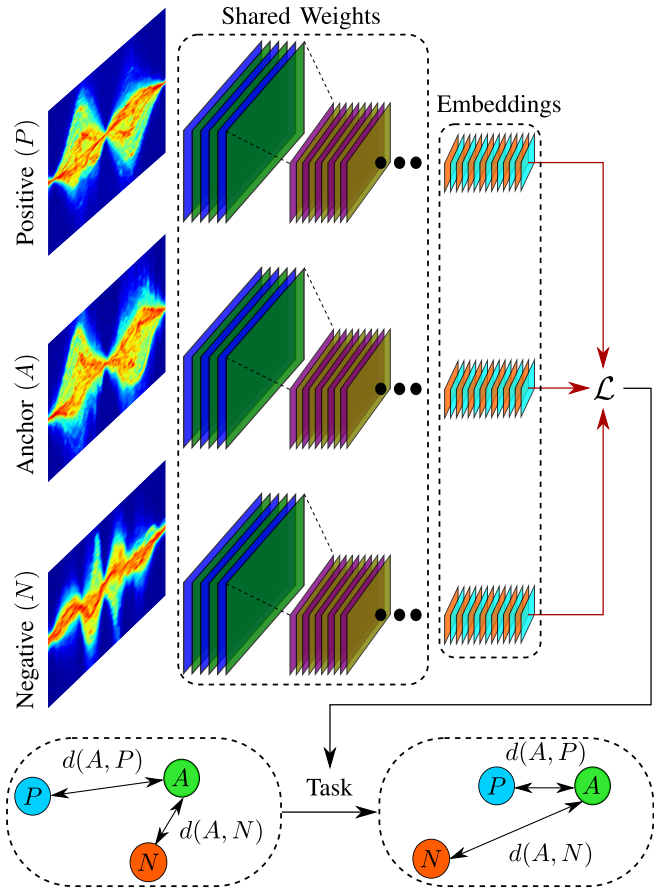 Shared Weights
Embeddings
Positive (P)
Anchor (A)
Negative (N)
ℒ
d(A, P)
P
A
d(A, N)
N
Task
d(A, P)
P
A
d(A, N)
N